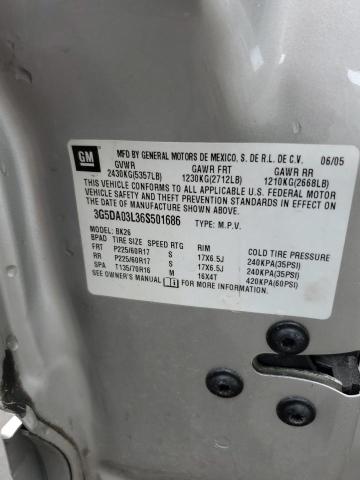 GM
MFD BY GENERAL MOTORS DE MEXICO, S. DE R.L. DE C.V. 06/05
GVWR GAWR FRT GAWR RR
2430KG(5357LB) 1230KG(2712LB) 1210KG(2668LB)
THIS VEHICLE CONFORMS TO ALL APPLICABLE U.S. FEDERAL MOTOR
VEHICLE SAFETY AND THEFT PREVENTION STANDARDS IN EFFECT ON
THE DATE OF MANUFACTURE SHOWN ABOVE.
3G5DA03L36S501686 TYPE: M.P.V.
MODEL: BK26
BPAD TIRE SIZE SPEED RTG RIM COLD TIRE PRESSURE
FRT P225/60R17 S 17X6.5J 240KPA(35PSI)
RR P225/60R17 S 17X6.5J 240KPA(35PSI)
SPA T135/70R16 M 16X4T 420KPA(60PSI)
SEE OWNER'S MANUAL FOR MORE INFORMATION